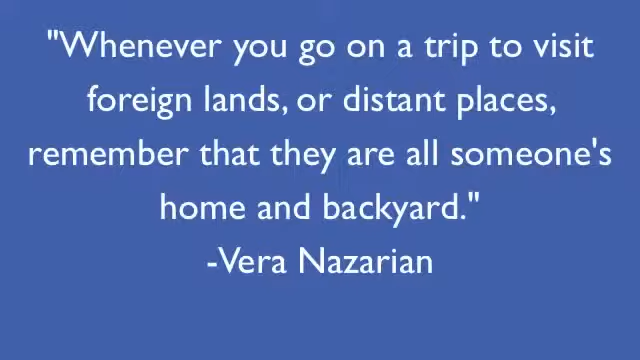 "Whenever you go on a trip to visit
foreign lands, or distant places,
remember that they are all someone's
home and backyard."
-Vera Nazarian